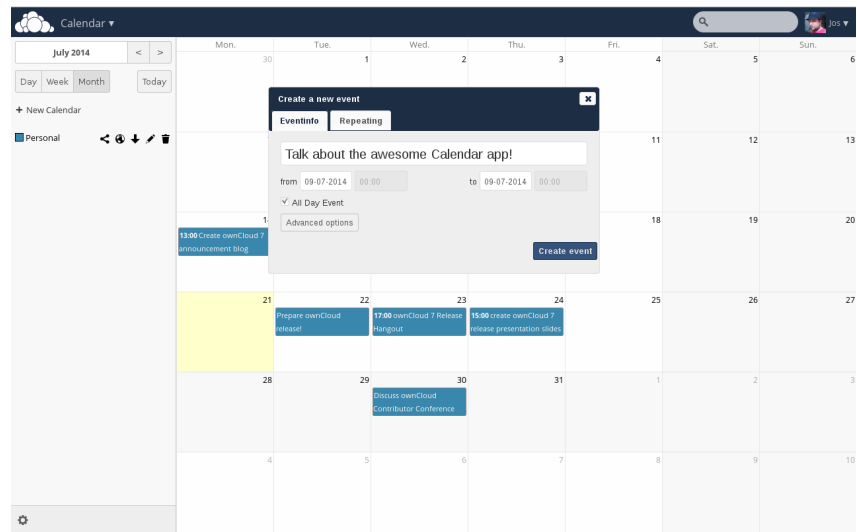 Calendar ▾
Jos ▾
July 2014 < >
Day Week Month Today
+ New Calendar
Personal
Mon. Tue. Wed. Thu. Fri. Sat. Sun.
30 1 2 3 4 5 6
Create a new event
Eventinfo Repeating
Talk about the awesome Calendar app!
from 09-07-2014 00:00 to 09-07-2014 00:00
All Day Event
Advanced options
Create event
11 12 13
18 19 20
13:00 Create ownCloud 7
announcement blog
21 22 23 24 25 26 27
Prepare ownCloud
release!
17:00 ownCloud 7 Release
Hangout
15:00 create ownCloud 7
release presentation slides
28 29 30 31 1 2 3
Discuss ownCloud
Contributor Conference
4 5 6 7 8 9 10